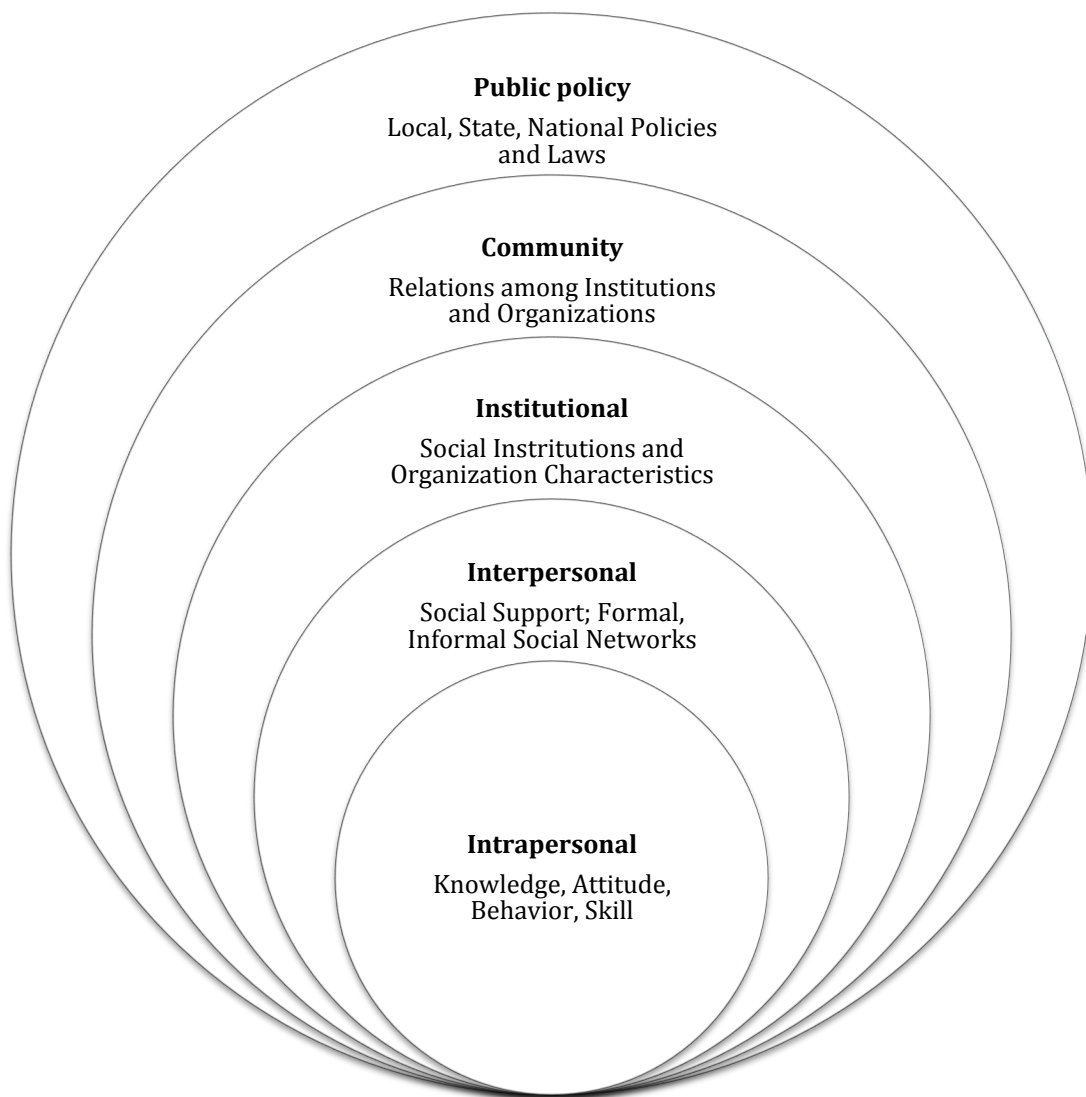 Public policy
Local, State, National Policies
and Laws
Community
Relations among Institutions
and Organizations
Institutional
Social Instritutions and
Organization Characteristics
Interpersonal
Social Support; Formal,
Informal Social Networks
Intrapersonal
Knowledge, Attitude,
Behavior, Skill